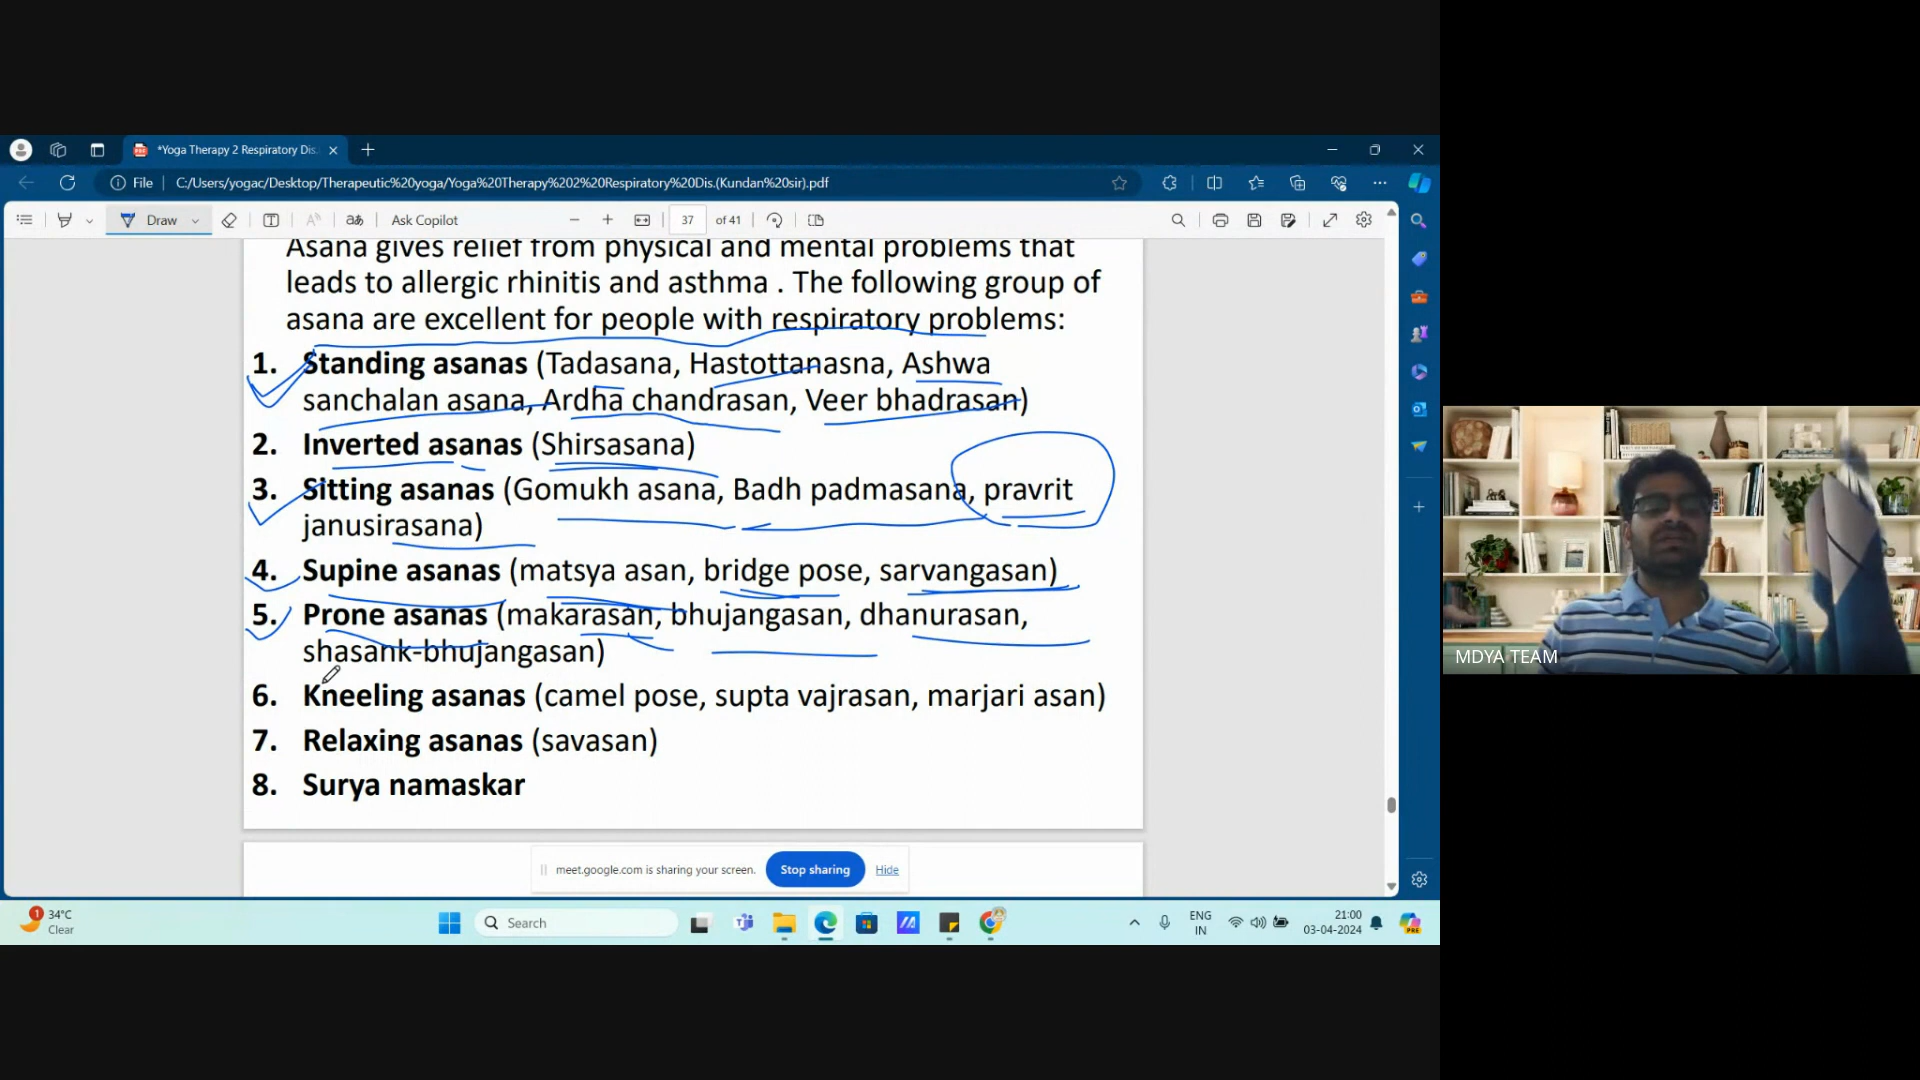 *Yoga Therapy 2 Respiratory Dis.
File
C:/Users/yogac/Desktop/Therapeutic%20yoga/Yoga%20Therapy%202%20Respiratory%20Dis.(Kundan%20sir).pdf
Draw
aあ
Ask Copilot
37 of 41
Asana gives relief from physical and mental problems that
leads to allergic rhinitis and asthma . The following group of
asana are excellent for people with respiratory problems:
1. Standing asanas (Tadasana, Hastottanasna, Ashwa
sanchalan asana, Ardha chandrasan, Veer bhadrasan)
2. Inverted asanas (Shirsasana)
3. Sitting asanas (Gomukh asana, Badh padmasana, pravrit
janusirasana)
4. Supine asanas (matsya asan, bridge pose, sarvangasan)
5. Prone asanas (makarasan, bhujangasan, dhanurasan,
shasank-bhujangasan)
6. Kneeling asanas (camel pose, supta vajrasan, marjari asan)
7. Relaxing asanas (savasan)
8. Surya namaskar
MDYA TEAM
meet.google.com is sharing your screen.
Stop sharing
Hide
1
34°C
Clear
Search
ENG
IN
21:00
03-04-2024
PRE